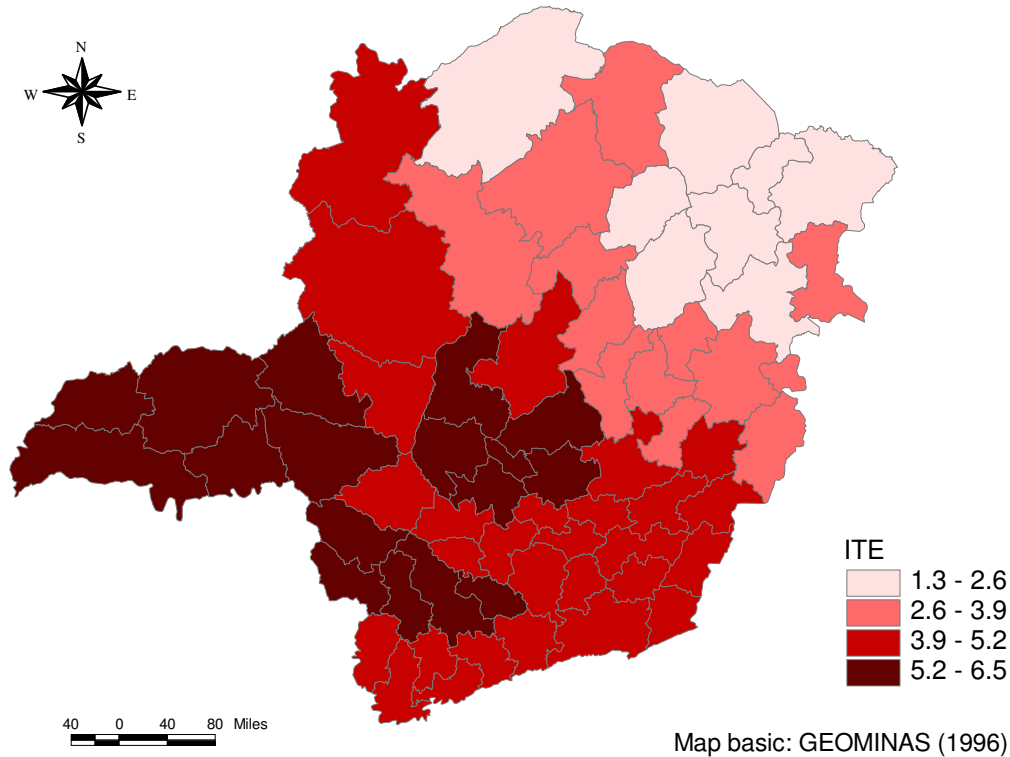 N
W E
S
ITE
1.3 - 2.6
2.6 - 3.9
3.9 - 5.2
5.2 - 6.5
40 0 40 80 Miles
Map basic: GEOMINAS (1996)